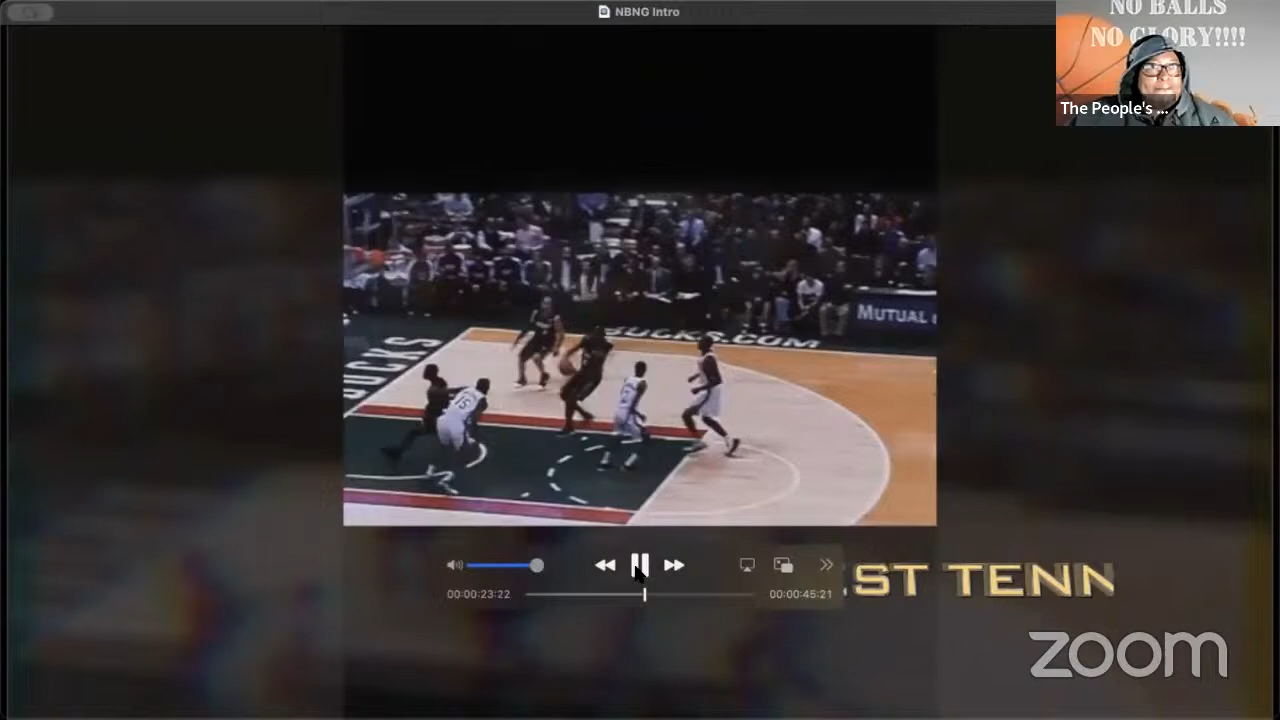 NBNG Intro
NO BALLS
NO GLORY!!!!
The People's ...
MUTUAL
BUCKS.COM
BUCKS
15
00:00:23:22
00:00:45:21
ST TENN
zoom